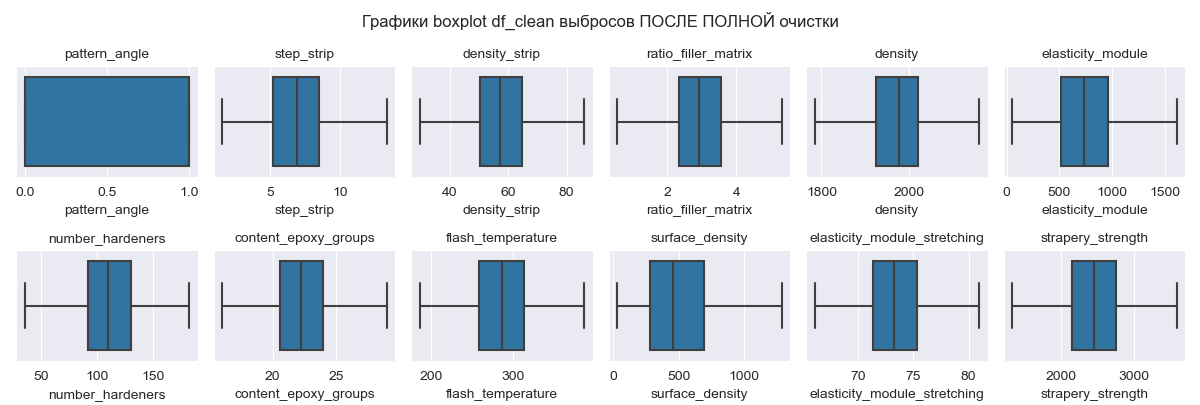 Графики boxplot df_clean выбросов ПОСЛЕ ПОЛНОЙ очистки
pattern_angle step_strip density_strip ratio_filler_matrix density elasticity_module
0.0 0.5 1.0 5 10 40 60 80 2 4 1800 2000 0 500 1000 1500
pattern_angle step_strip density_strip ratio_filler_matrix density elasticity_module
number_hardeners content_epoxy_groups flash_temperature surface_density elasticity_module_stretching strapery_strength
50 100 150 20 25 200 300 0 500 1000 70 75 80 2000 3000
number_hardeners content_epoxy_groups flash_temperature surface_density elasticity_module_stretching strapery_strength